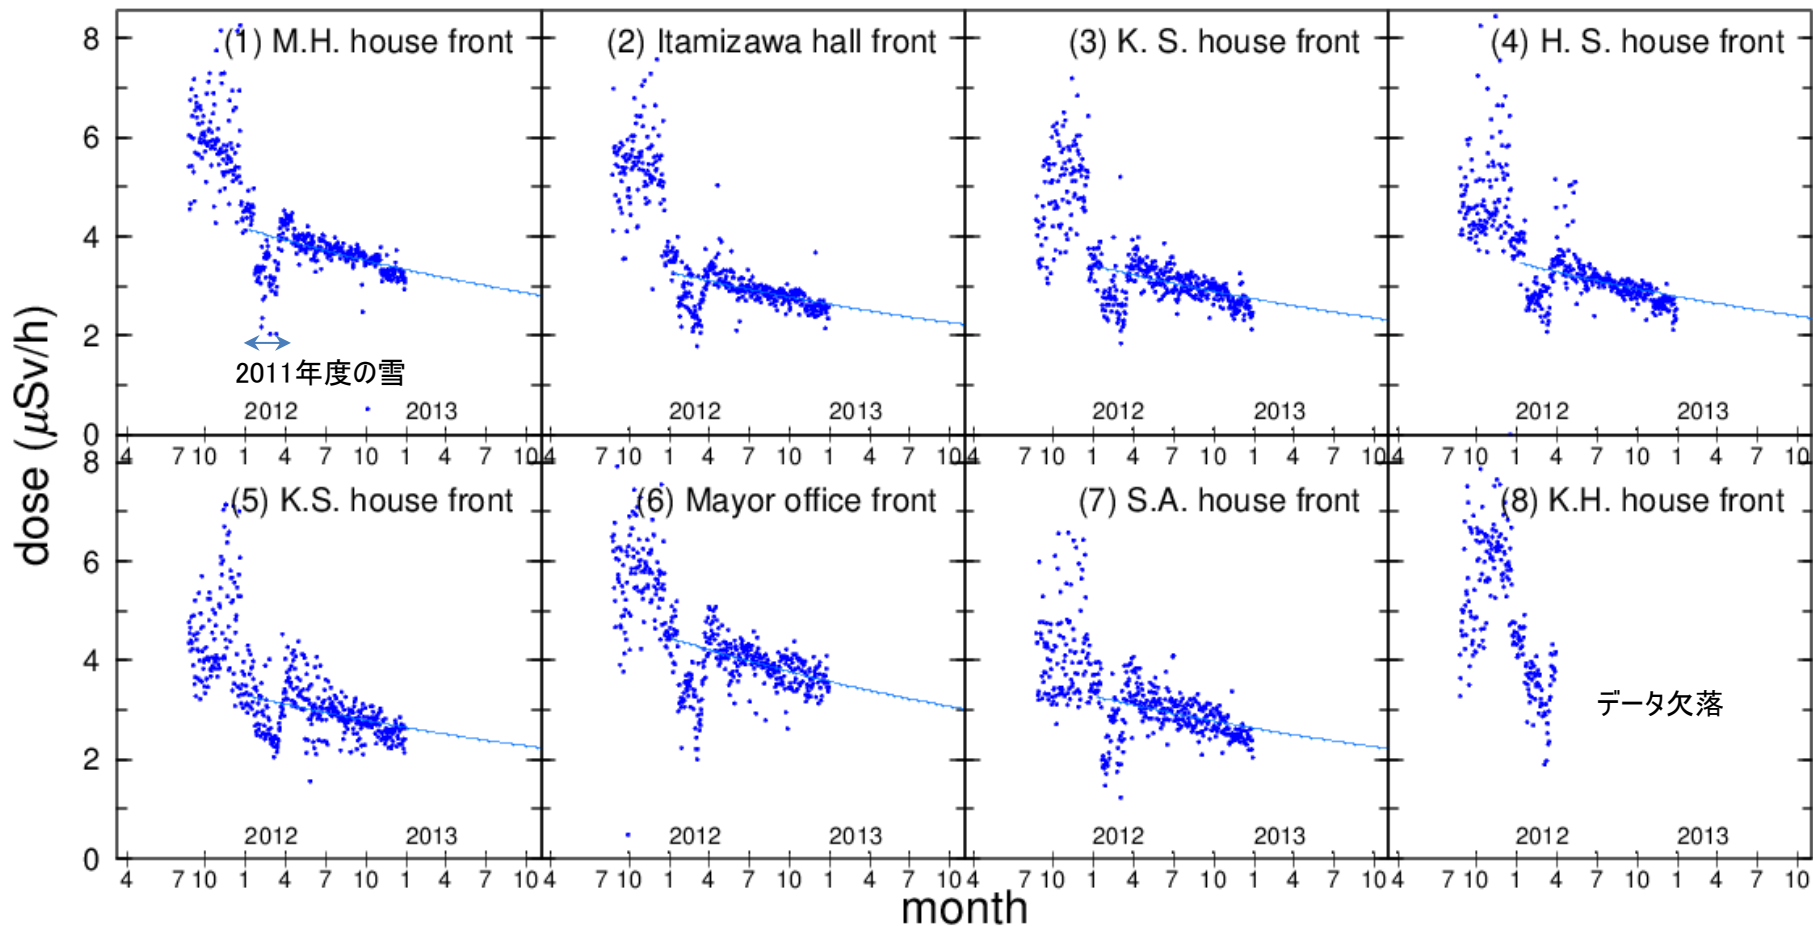 (1) M.H. house front
(2) Itamizawa hall front
(3) K. S. house front
(4) H. S. house front
8
6
4
2
0
2011年度の雪
2012 2013
2012 2013
2012 2013
2012 2013
7 10 1 4 7 10 1 4 7 10
7 10 1 4 7 10 1 4 7 10
4 7 10 1 4 7 10 1 4 7 10
4 7 10 1 4 7 10 1 4 7 10
(5) K.S. house front
(6) Mayor office front
(7) S.A. house front
(8) K.H. house front
8
6
4
2
0
データ欠落
2012 2013
2012 2013
2012 2013
2012 2013
4 7 10 1 4 7 10 1 4 7 10
4 7 10 1 4 7 10 1 4 7 10
4 7 10 1 4 7 10 1 4 7 10
4 7 10 1 4 7 10 1 4 7 10
dose (μSv/h)
month